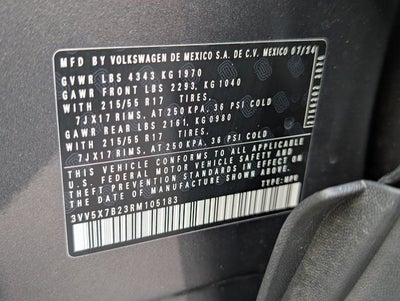 MFD BY VOLKSWAGEN DE MEXICO S.A. DE C.V. MEXICO 07/24
GVWR LBS 4343 KG 1970
GAWR FRONT LBS 2293, KG 1040
WITH 215/55 R17 TIRES,
7JX17 RIMS, AT 250 KPA, 36 PSI COLD
GAWR REAR LBS 2161, KG0980
WITH 215/55 R17 TIRES,
7JX17 RIMS, AT 250 KPA, 36 PSI COLD
THIS VEHICLE CONFORMS TO ALL APPLICABLE
U.S. FEDERAL MOTOR VEHICLE SAFETY AND
THEFT PREVENTION STANDARDS IN EFFECT ON
THE DATE OF MANUFACTURE SHOWN ABOVE.
3VV5X7B23RM105183 TYPE: MPV